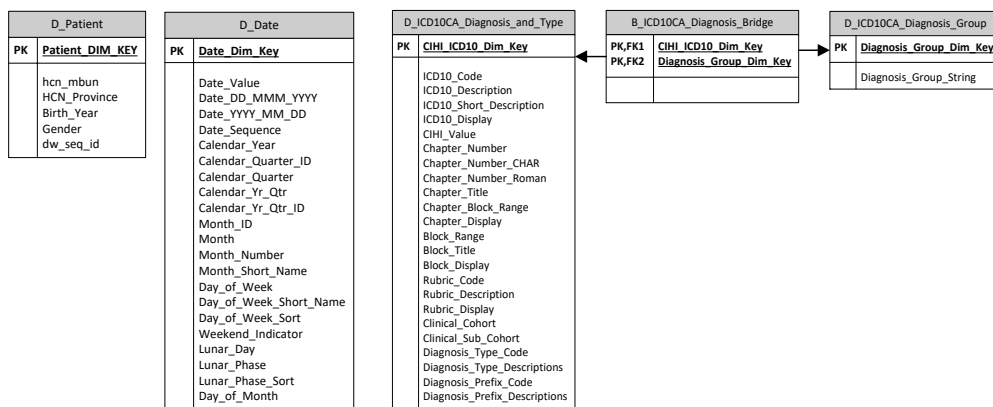 D_Patient
PK Patient_DIM_KEY
hcn_mbun
HCN_Province
Birth_Year
Gender
dw_seq_id
D_Date
PK Date_Dim_Key
Date_Value
Date_DD_MMM_YYYY
Date_YYYY_MM_DD
Date_Sequence
Calendar_Year
Calendar_Quarter_ID
Calendar_Quarter
Calendar_Yr_Qtr
Calendar_Yr_Qtr_ID
Month_ID
Month
Month_Number
Month_Short_Name
Day_of_Week
Day_of_Week_Short_Name
Day_of_Week_Sort
Weekend_Indicator
Lunar_Day
Lunar_Phase
Lunar_Phase_Sort
Day_of_Month
D_ICD10CA_Diagnosis_and_Type
PK CIHI_ICD10_Dim_Key
ICD10_Code
ICD10_Description
ICD10_Short_Description
ICD10_Display
CIHI_Value
Chapter_Number
Chapter_Number_CHAR
Chapter_Number_Roman
Chapter_Title
Chapter_Block_Range
Chapter_Display
Block_Range
Block_Title
Block_Display
Rubric_Code
Rubric_Description
Rubric_Display
Clinical_Cohort
Clinical_Sub_Cohort
Diagnosis_Type_Code
Diagnosis_Type_Descriptions
Diagnosis_Prefix_Code
Diagnosis_Prefix_Descriptions
B_ICD10CA_Diagnosis_Bridge
PK,FK1 CIHI_ICD10_Dim_Key
PK,FK2 Diagnosis_Group_Dim_Key
D_ICD10CA_Diagnosis_Group
PK Diagnosis_Group_Dim_Key
Diagnosis_Group_String